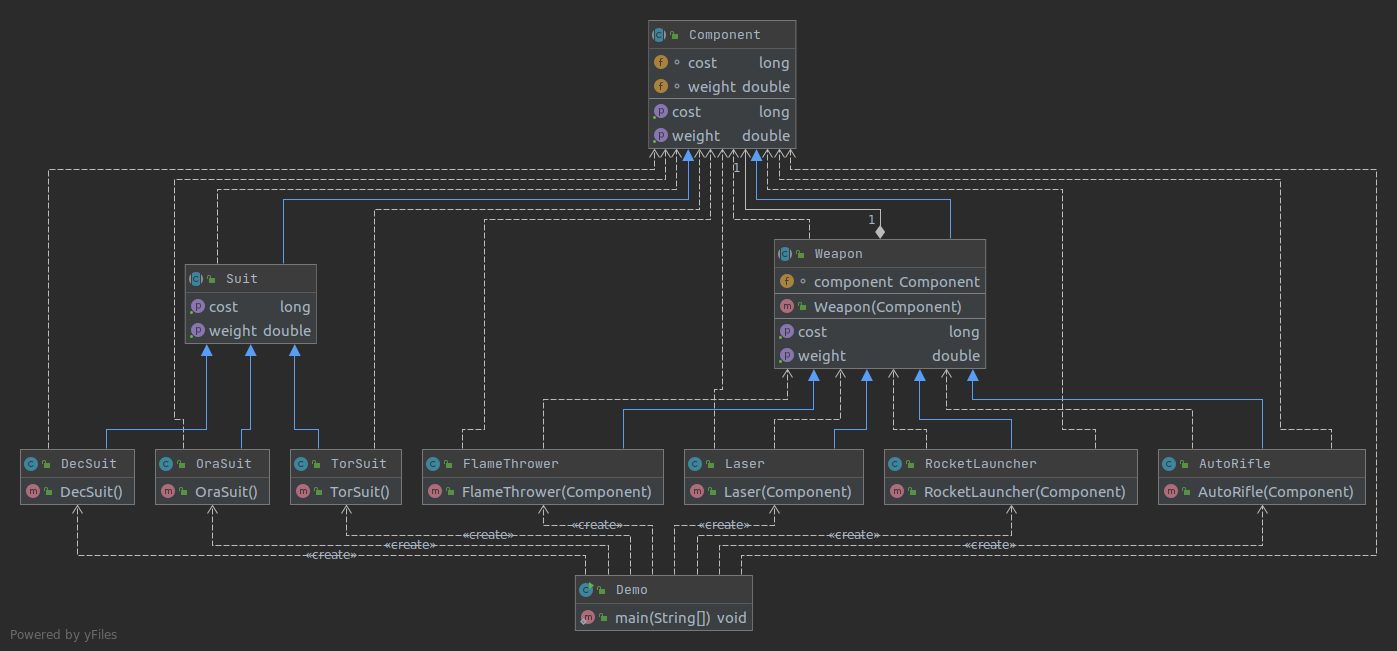 Component
cost long
weight double
cost long
weight double
1
1
Weapon
component Component
Weapon(Component)
cost long
weight double
Suit
cost long
weight double
DecSuit
DecSuit()
OraSuit
OraSuit()
TorSuit
TorSuit()
FlameThrower
FlameThrower(Component)
Laser
Laser(Component)
RocketLauncher
RocketLauncher(Component)
AutoRifle
AutoRifle(Component)
«create»
«create»
«create»
«create»
«create»
«create»
«create»
Demo
main(String[]) void
Powered by yFiles